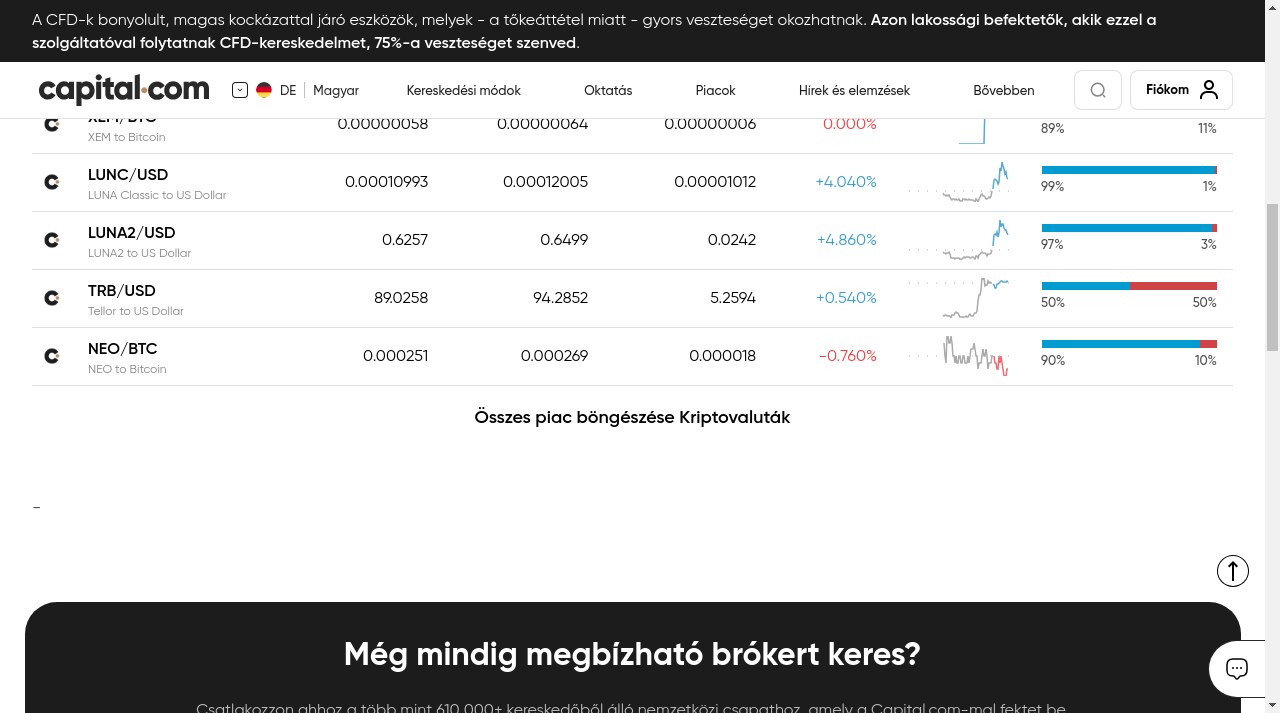 A CFD-k bonyolult, magas kockázattal járó eszközök, melyek - a tőkeáttétel miatt - gyors veszteséget okozhatnak. Azon lakossági befektetők, akik ezzel a
szolgáltatóval folytatnak CFD-kereskedelmet, 75%-a veszteséget szenved.
capital.com DE Magyar Kereskedési módok Oktatás Piacok Hírek és elemzések Bővebben Fiókom
XEM/BTC 0.00000058 0.00000064 0.00000006 0.000%
XEM to Bitcoin 89% 11%
LUNC/USD 0.00010993 0.00012005 0.00001012 +4.040%
LUNA Classic to US Dollar 99% 1%
LUNA2/USD 0.6257 0.6499 0.0242 +4.860%
LUNA2 to US Dollar 97% 3%
TRB/USD 89.0258 94.2852 5.2594 +0.540%
Tellor to US Dollar 50% 50%
NEO/BTC 0.000251 0.000269 0.000018 -0.760%
NEO to Bitcoin 90% 10%
Összes piac böngészése Kriptovaluták
–
Még mindig megbízható brókert keres?
Csatlakozzon ahhoz a több mint 610.000+ kereskedőből álló nemzetközi csapathoz, amely a Capital.com-mal fektet be